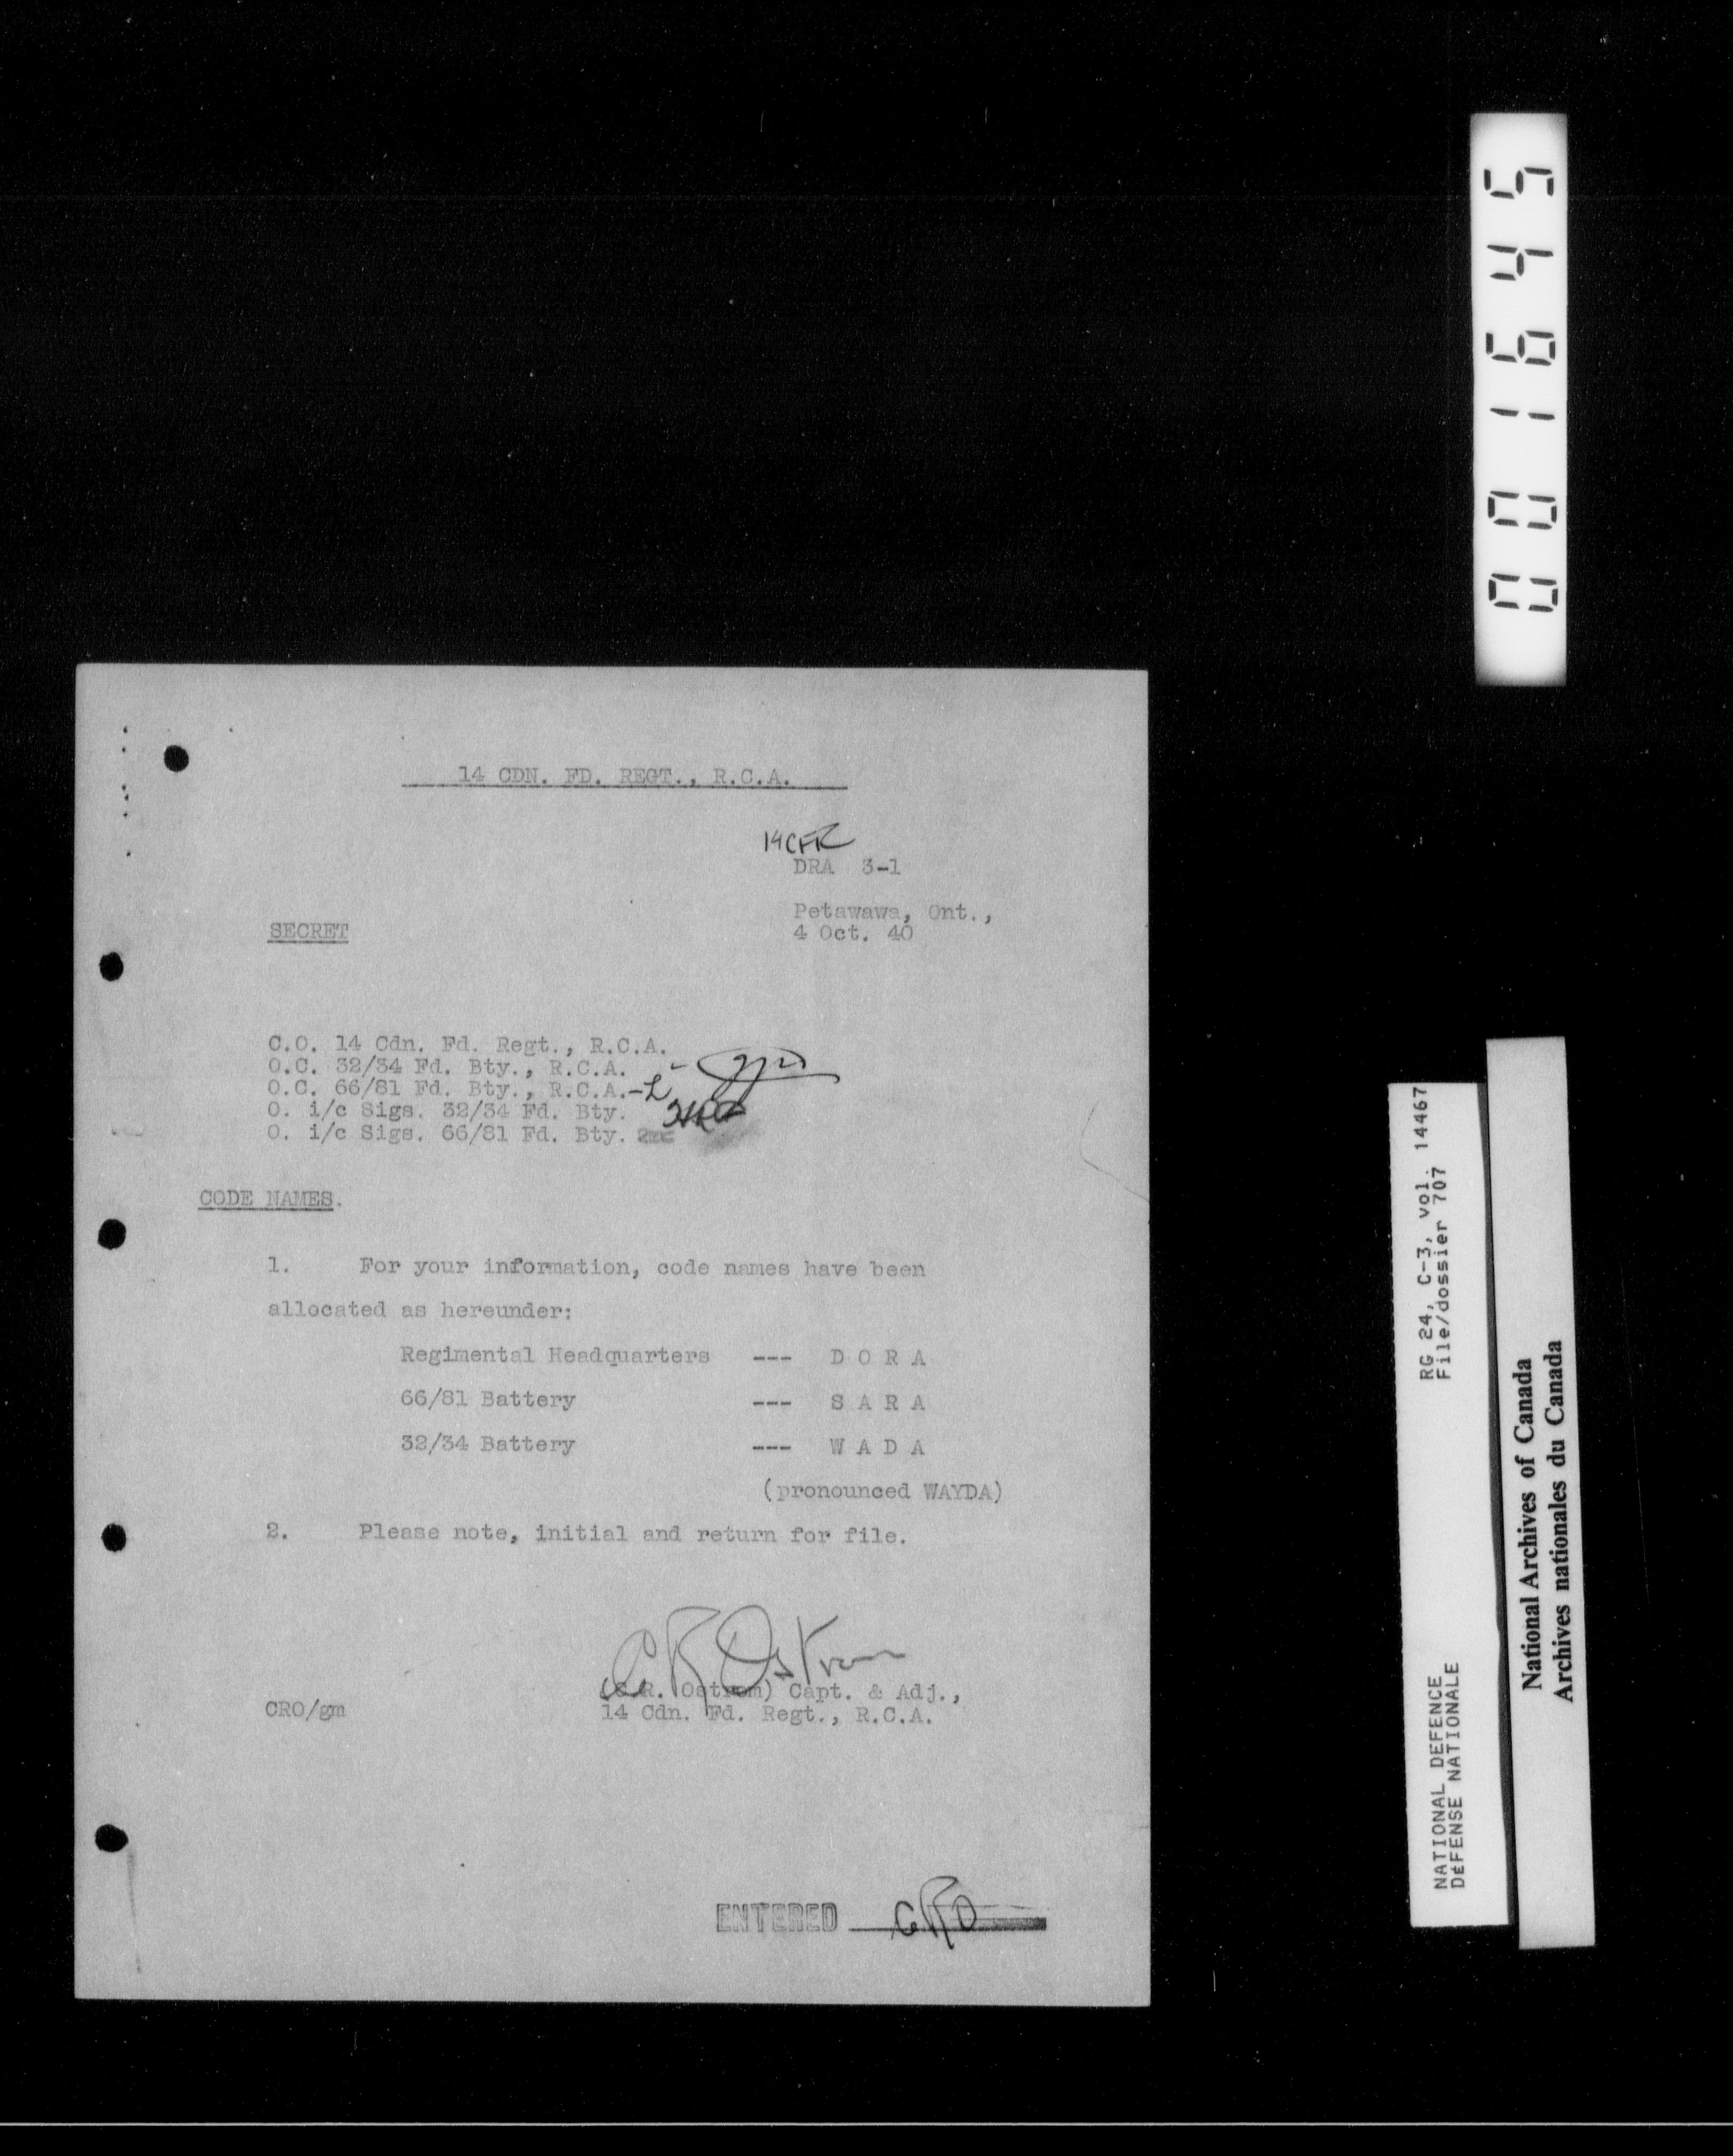 14 CDN. FD. REGT., R.C.A.
14CFR
DRA 3-1
Petawawa, Ont.,
SECRET
4 Oct. 40
C.O. 14 Cdn. Fd. Regt., R.C.A.
O.C. 32/34 Fd. Bty., R.C.A.
O.C. 66/81 Fd. Bty., R.C.A.
O. i/c Sigs. 32/34 Fd. Bty.
O. i/c Sigs. 66/81 Fd. Bty.
CODE NAMES.
1. For your information, code names have been
allocated as hereunder:
Regimental Headquarters --- D O R A
66/81 Battery --- S A R A
32/34 Battery --- W A D A
(pronounced WAYDA)
2. Please note, initial and return for file.
C R Ostrom
(C.R. Ostrom) Capt. & Adj.,
CRO/gm
14 Cdn. Fd. Regt., R.C.A.
ENTERED CRO
001645
NATIONAL DEFENCE RG 24, C-3, vol. 14467
DÉFENSE NATIONALE File/dossier 707
National Archives of Canada
Archives nationales du Canada